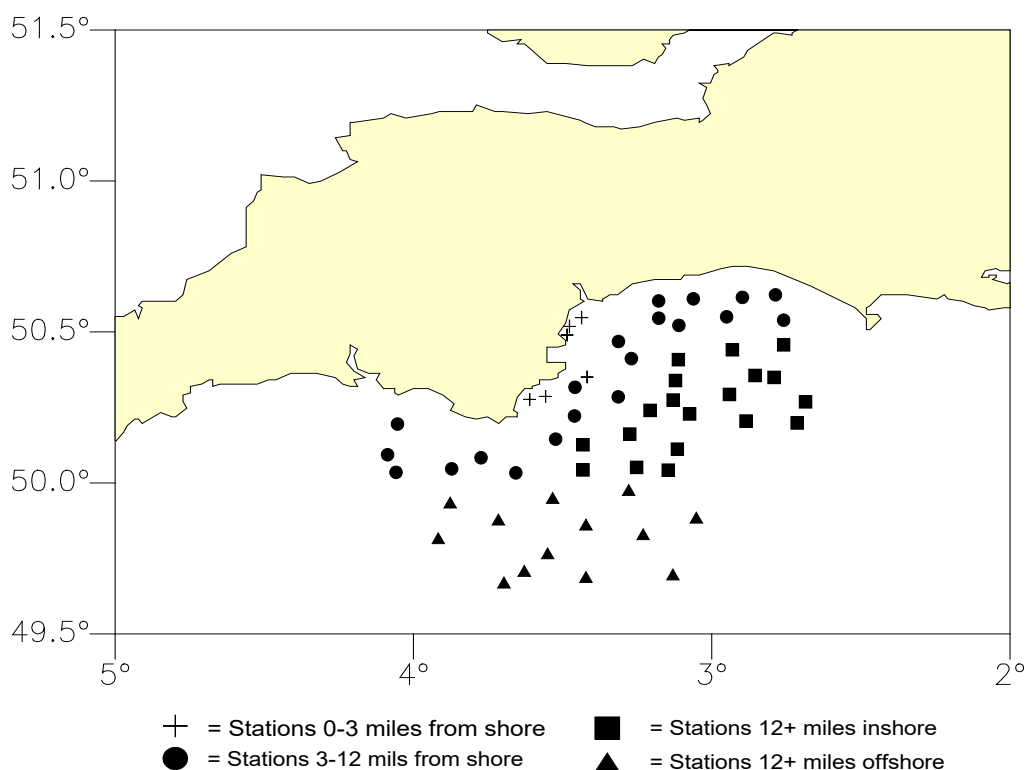 51.5°
51.0°
50.5°
50.0°
49.5°
5° 4° 3° 2°
= Stations 0-3 miles from shore
= Stations 12+ miles inshore
= Stations 3-12 mils from shore
= Stations 12+ miles offshore